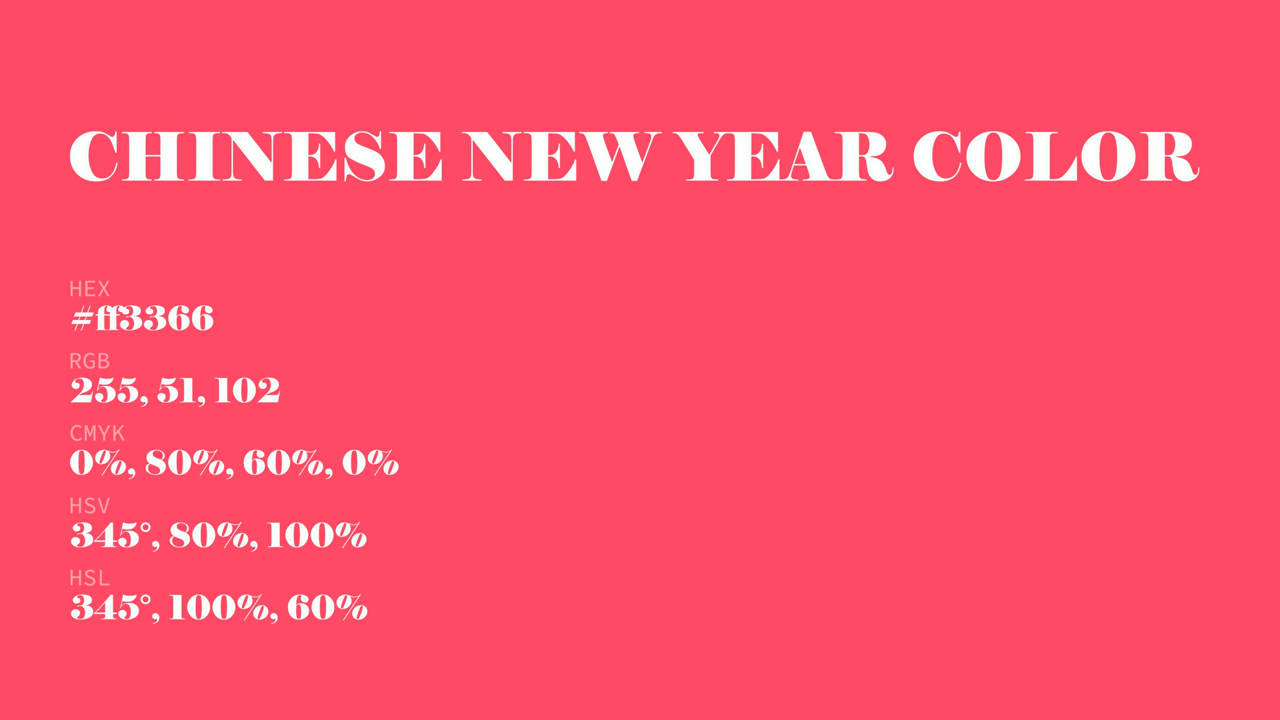 CHINESE NEW YEAR COLOR
HEX
#ff3366
RGB
255, 51, 102
CMYK
0%, 80%, 60%, 0%
HSV
345°, 80%, 100%
HSL
345°, 100%, 60%